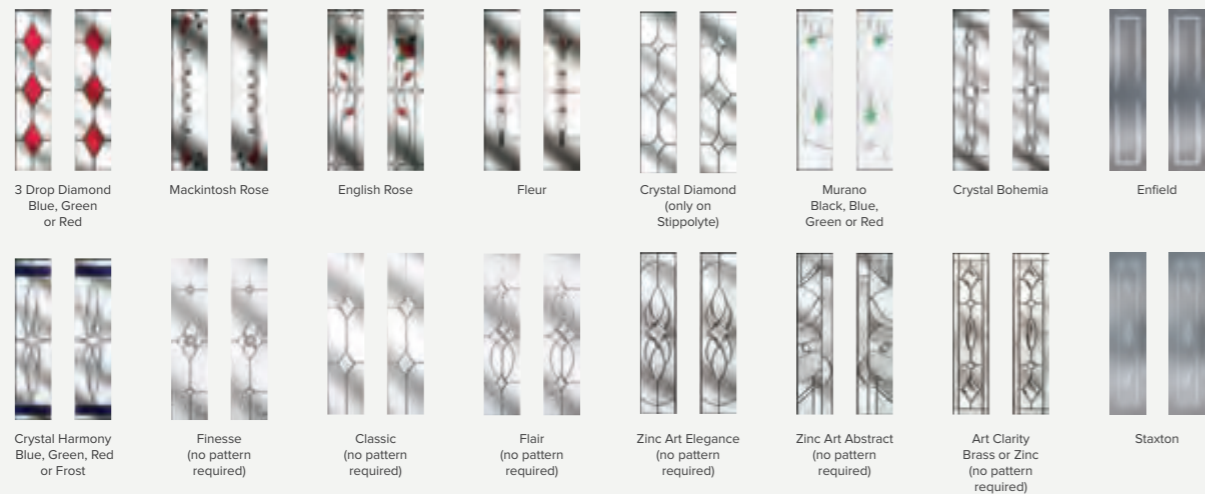 3 Drop Diamond
Blue, Green
or Red
Mackintosh Rose
English Rose
Fleur
Crystal Diamond
(only on
Stippolyte)
Murano
Black, Blue,
Green or Red
Crystal Bohemia
Enfield
Crystal Harmony
Blue, Green, Red
or Frost
Finesse
(no pattern
required)
Classic
(no pattern
required)
Flair
(no pattern
required)
Zinc Art Elegance
(no pattern
required)
Zinc Art Abstract
(no pattern
required)
Art Clarity
Brass or Zinc
(no pattern
required)
Staxton